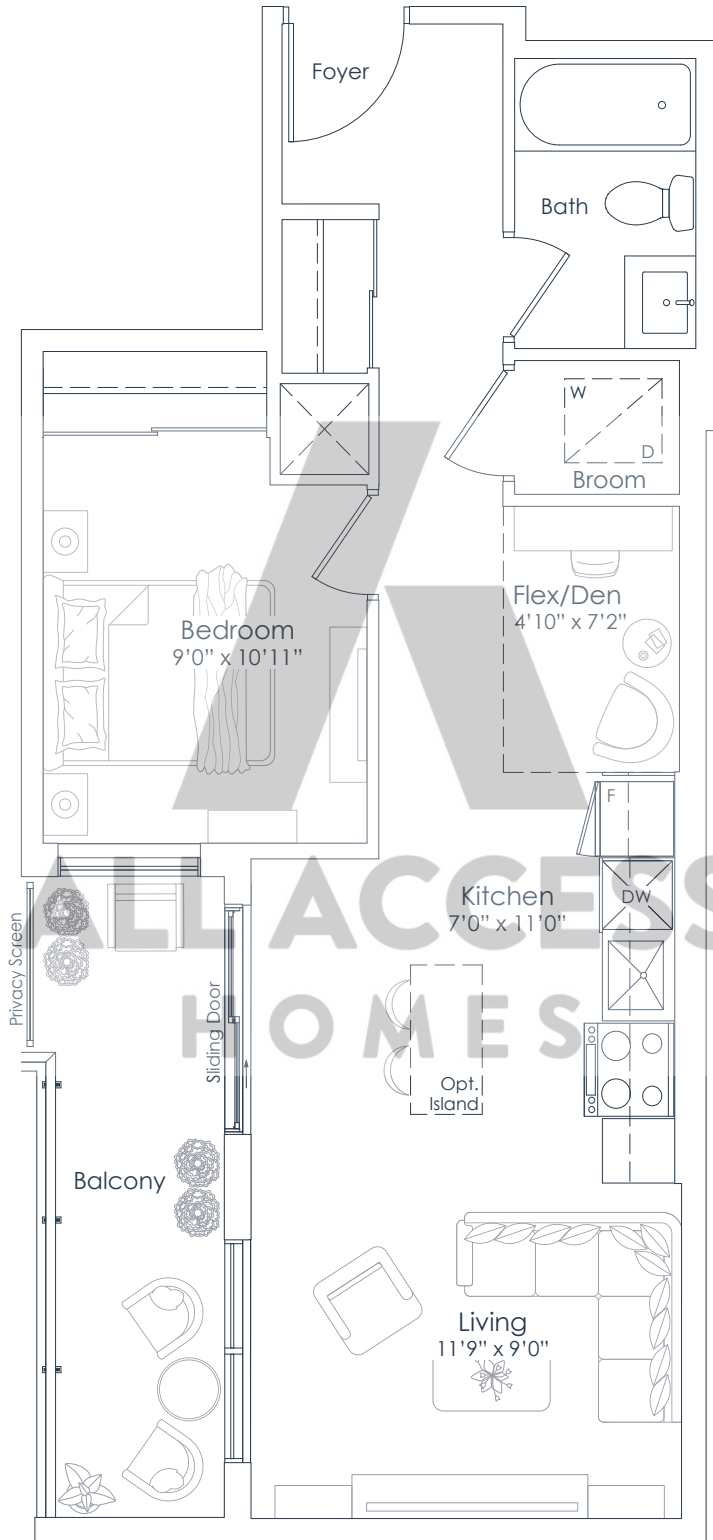 Foyer
Bath
W
D
Broom
Flex/Den
4'10" x 7'2"
Bedroom
9'0" x 10'11"
F
ALL ACCESS
HOMES
Kitchen
7'0" x 11'0"
DW
Privacy Screen
Sliding Door
Opt.
Island
Balcony
Living
11'9" x 9'0"